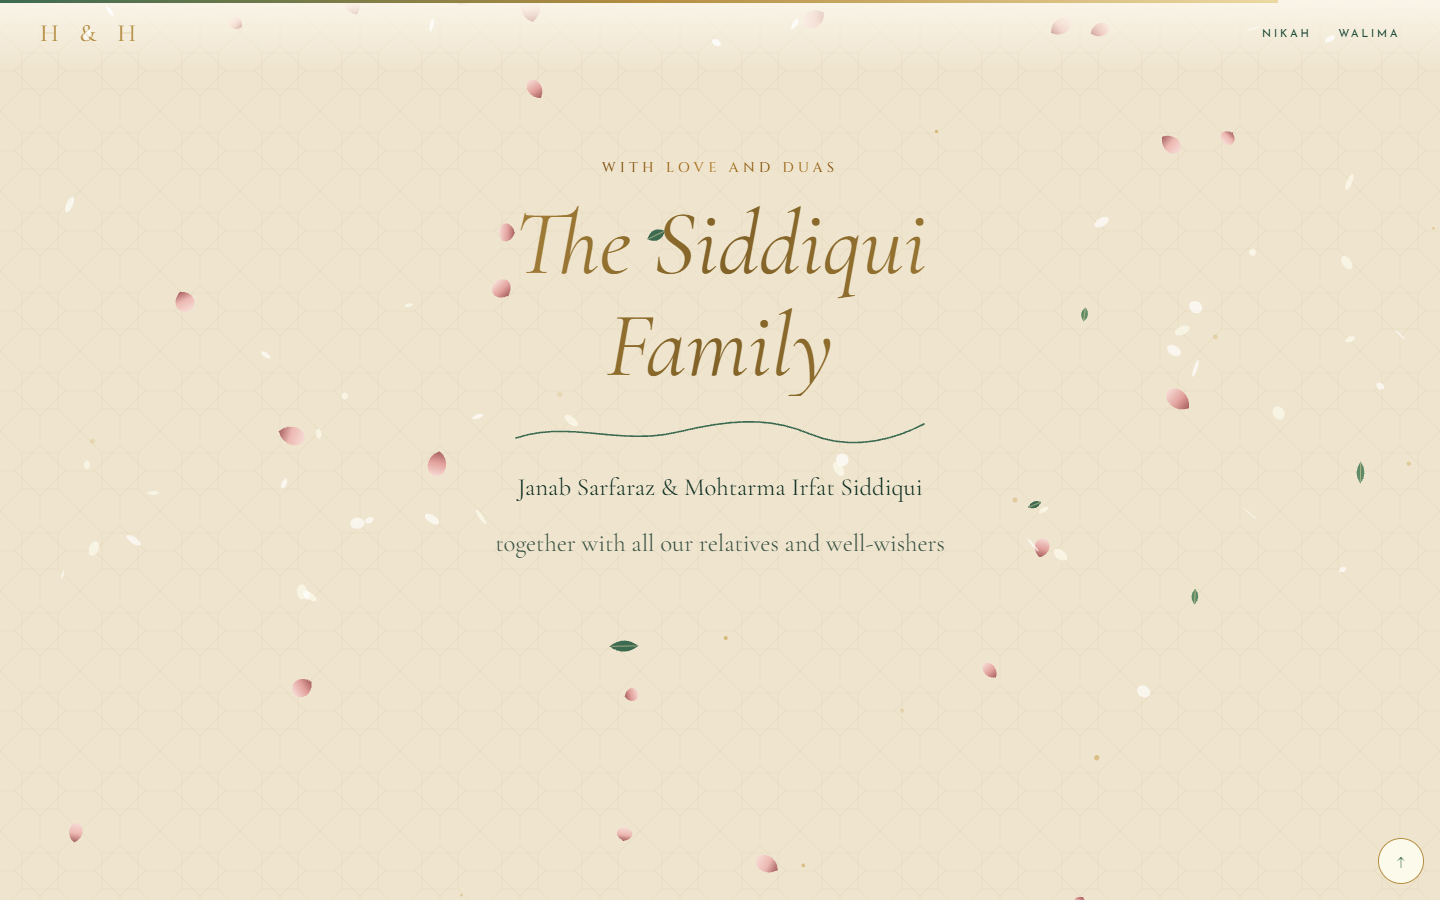 H & H
NIKAH
WALIMA
WITH LOVE AND DUAS
The Siddiqui
Family
Janab Sarfaraz & Mohtarma Irfat Siddiqui
together with all our relatives and well-wishers
↑